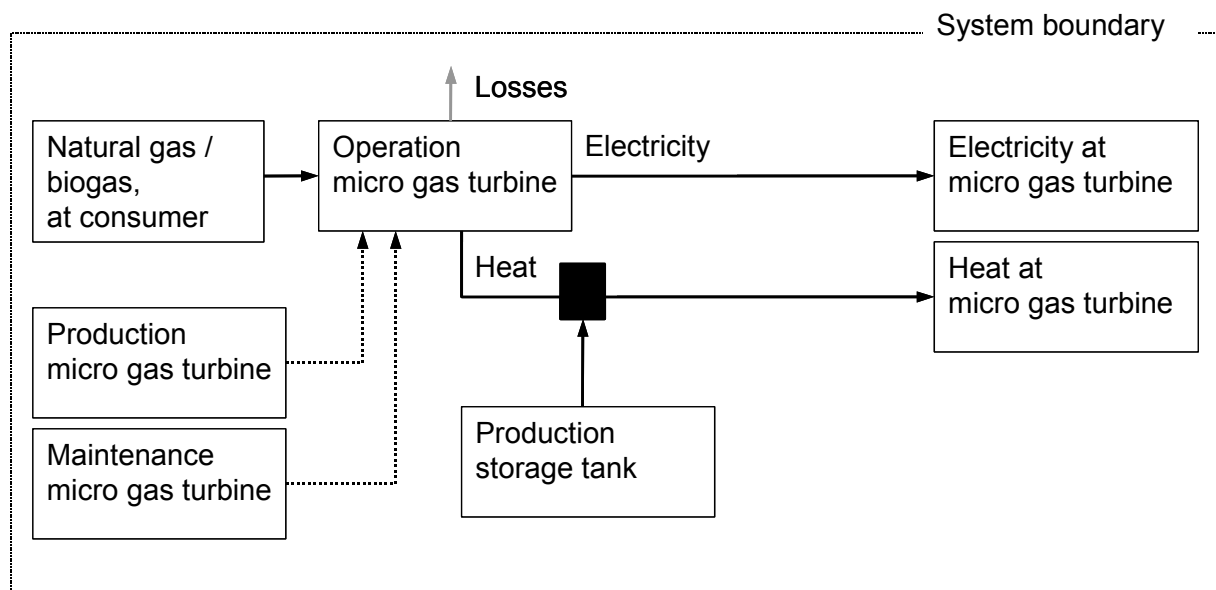 System boundary
Losses
Natural gas /
biogas,
at consumer
Operation
micro gas turbine
Electricity
Electricity at
micro gas turbine
Heat
Heat at
micro gas turbine
Production
micro gas turbine
Maintenance
micro gas turbine
Production
storage tank